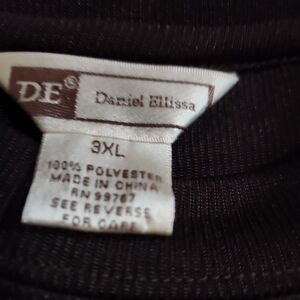 DE®
Daniel Ellissa
3XL
100% POLYESTER
MADE IN CHINA
RN 99767
SEE REVERSE
FOR CARE